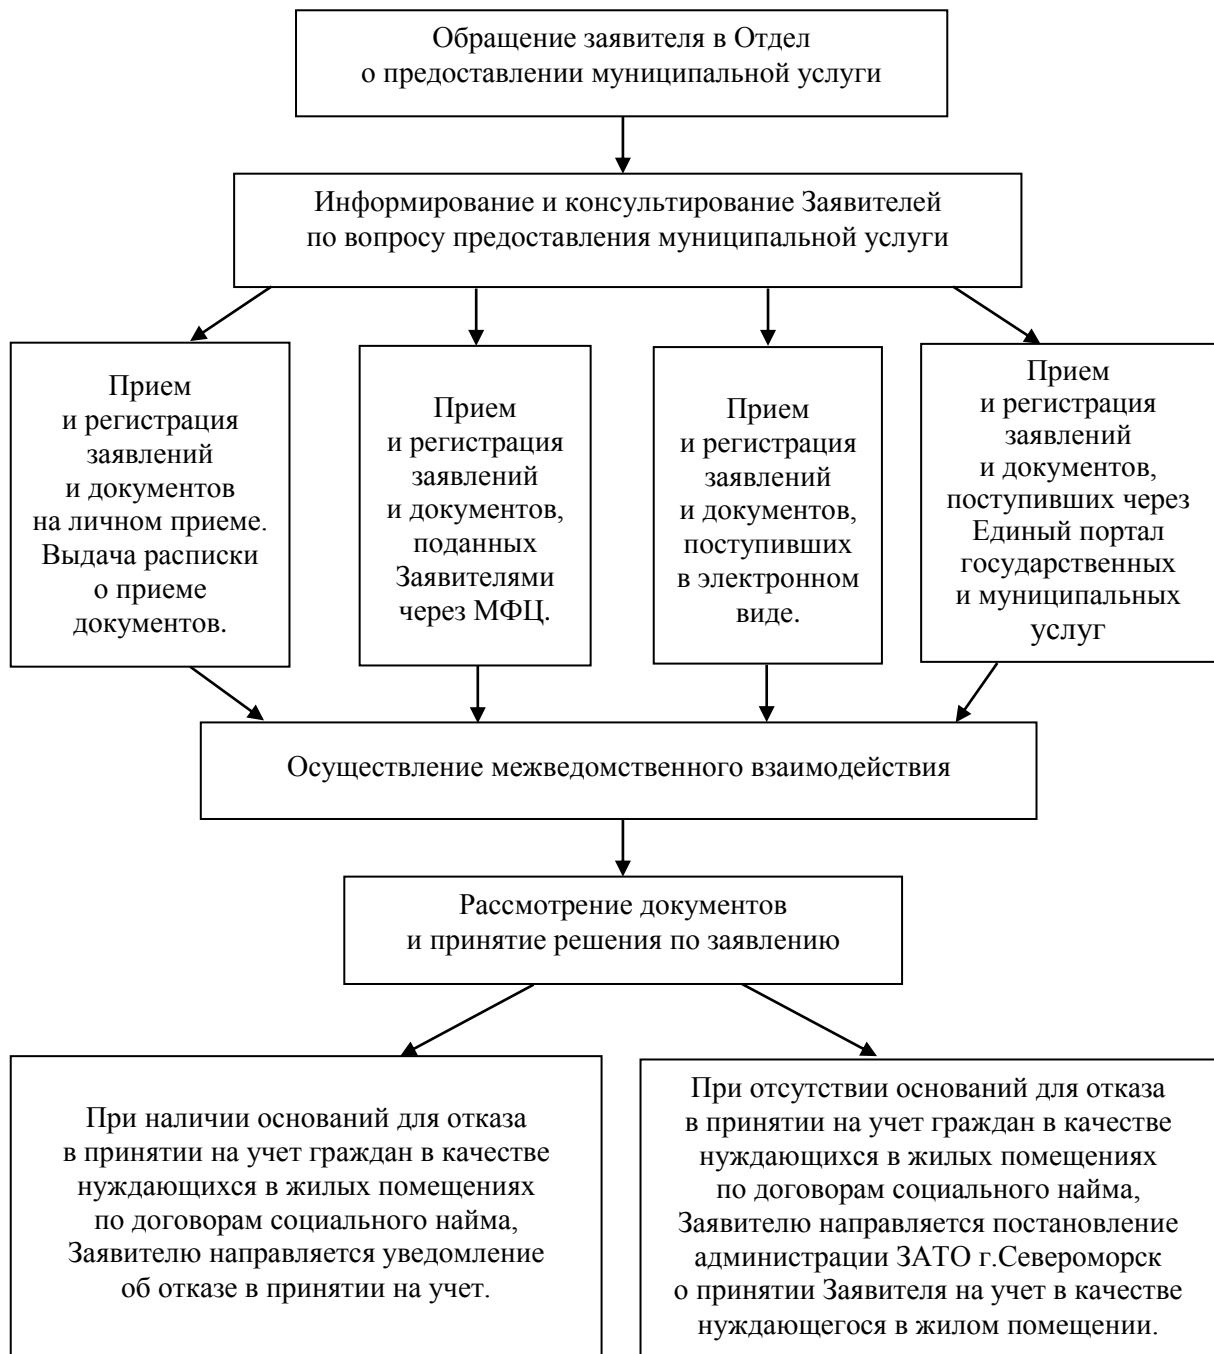 Обращение заявителя в Отдел
о предоставлении муниципальной услуги
Информирование и консультирование Заявителей
по вопросу предоставления муниципальной услуги
Прием
и регистрация
заявлений
и документов
на личном приеме.
Выдача расписки
о приеме
документов.
Прием
и регистрация
заявлений
и документов,
поданных
Заявителями
через МФЦ.
Прием
и регистрация
заявлений
и документов,
поступивших
в электронном
виде.
Прием
и регистрация
заявлений
и документов,
поступивших через
Единый портал
государственных
и муниципальных
услуг
Осуществление межведомственного взаимодействия
Рассмотрение документов
и принятие решения по заявлению
При наличии оснований для отказа
в принятии на учет граждан в качестве
нуждающихся в жилых помещениях
по договорам социального найма,
Заявителю направляется уведомление
об отказе в принятии на учет.
При отсутствии оснований для отказа
в принятии на учет граждан в качестве
нуждающихся в жилых помещениях
по договорам социального найма,
Заявителю направляется постановление
администрации ЗАТО г.Североморск
о принятии Заявителя на учет в качестве
нуждающегося в жилом помещении.